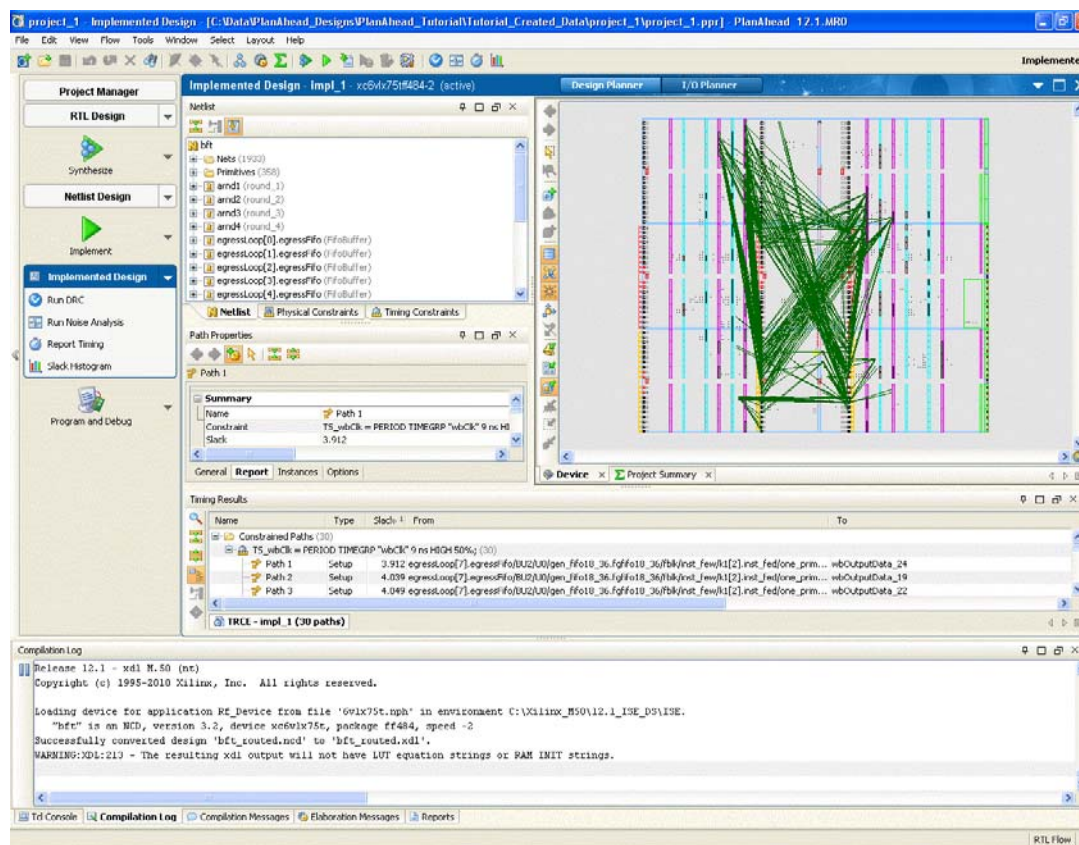 project_1 - Implemented Design - [C:\Data\PlanAhead_Designs\PlanAhead_Tutorial\Tutorial_Created_Data\project_1\project_1.ppr] - PlanAhead 12.1.MR0
File Edit View Flow Tools Window Select Layout Help
Implemente
Project Manager
RTL Design
Synthesize
Netlist Design
Implement
Implemented Design
Run DRC
Run Noise Analysis
Report Timing
Slack Histogram
Program and Debug
Implemented Design - impl_1 - xc6vlx75tff484-2 (active)
Design Planner I/O Planner
Netlist
bft
Nets (1933)
Primitives (358)
arnd1 (round_1)
arnd2 (round_2)
arnd3 (round_3)
arnd4 (round_4)
egressLoop[0].egressFifo (FifoBuffer)
egressLoop[1].egressFifo (FifoBuffer)
egressLoop[2].egressFifo (FifoBuffer)
egressLoop[3].egressFifo (FifoBuffer)
egressLoop[4].egressFifo (FifoBuffer)
Netlist Physical Constraints Timing Constraints
Path Properties
Path 1
Summary
Name Path 1
Constraint TS_wbClk = PERIOD TIMEGRP "wbClk" 9 ns HI
Slack 3.912
General Report Instances Options
Device Project Summary
Timing Results
Name Type Slack 1 From To
Constrained Paths (30)
TS_wbClk = PERIOD TIMEGRP "wbClk" 9 ns HIGH 50%; (30)
Path 1 Setup 3.912 egressLoop[7].egressFifo/BU2/U0/gen_fifo18_36.fgfifo18_36/fblk/inst_few/k1[2].inst_fed/one_prim... wbOutputData_24
Path 2 Setup 4.039 egressLoop[7].egressFifo/BU2/U0/gen_fifo18_36.fgfifo18_36/fblk/inst_few/k1[2].inst_fed/one_prim... wbOutputData_19
Path 3 Setup 4.049 egressLoop[7].egressFifo/BU2/U0/gen_fifo18_36.fgfifo18_36/fblk/inst_few/k1[2].inst_fed/one_prim... wbOutputData_22
TRCE - impl_1 (30 paths)
Compilation Log
Release 12.1 - xdl M.50 (nt)
Copyright (c) 1995-2010 Xilinx, Inc. All rights reserved.
Loading device for application Rf_Device from file '6vlx75t.nph' in environment C:\Xilinx_M50\12.1_ISE_DS\ISE.
"bft" is an NCD, version 3.2, device xc6vlx75t, package ff484, speed -2
Successfully converted design 'bft_routed.ncd' to 'bft_routed.xdl'.
WARNING:XDL:213 - The resulting xdl output will not have LUT equation strings or RAM INIT strings.
Tcl Console Compilation Log Compilation Messages Elaboration Messages Reports
RTL Flow